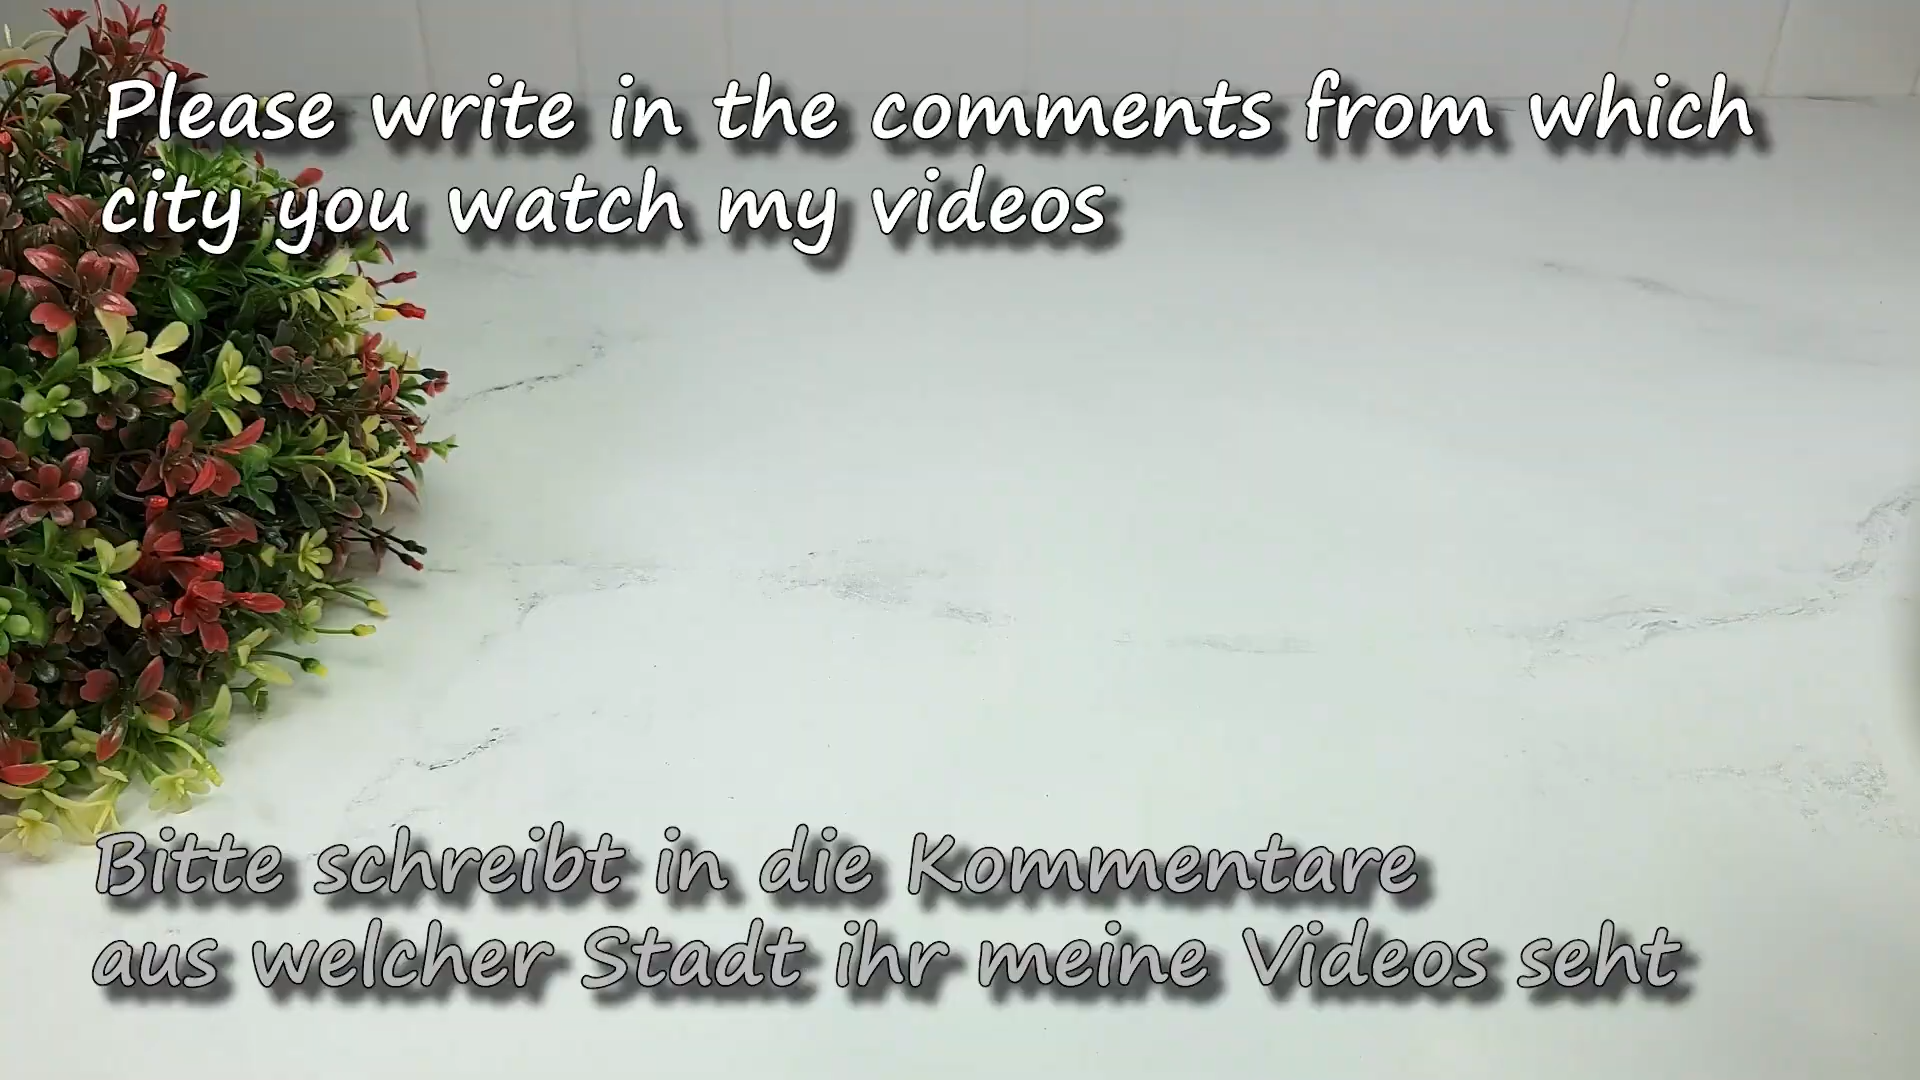 Please write in the comments from which
city you watch my videos
Bitte schreibt in die Kommentare
aus welcher Stadt ihr meine Videos seht